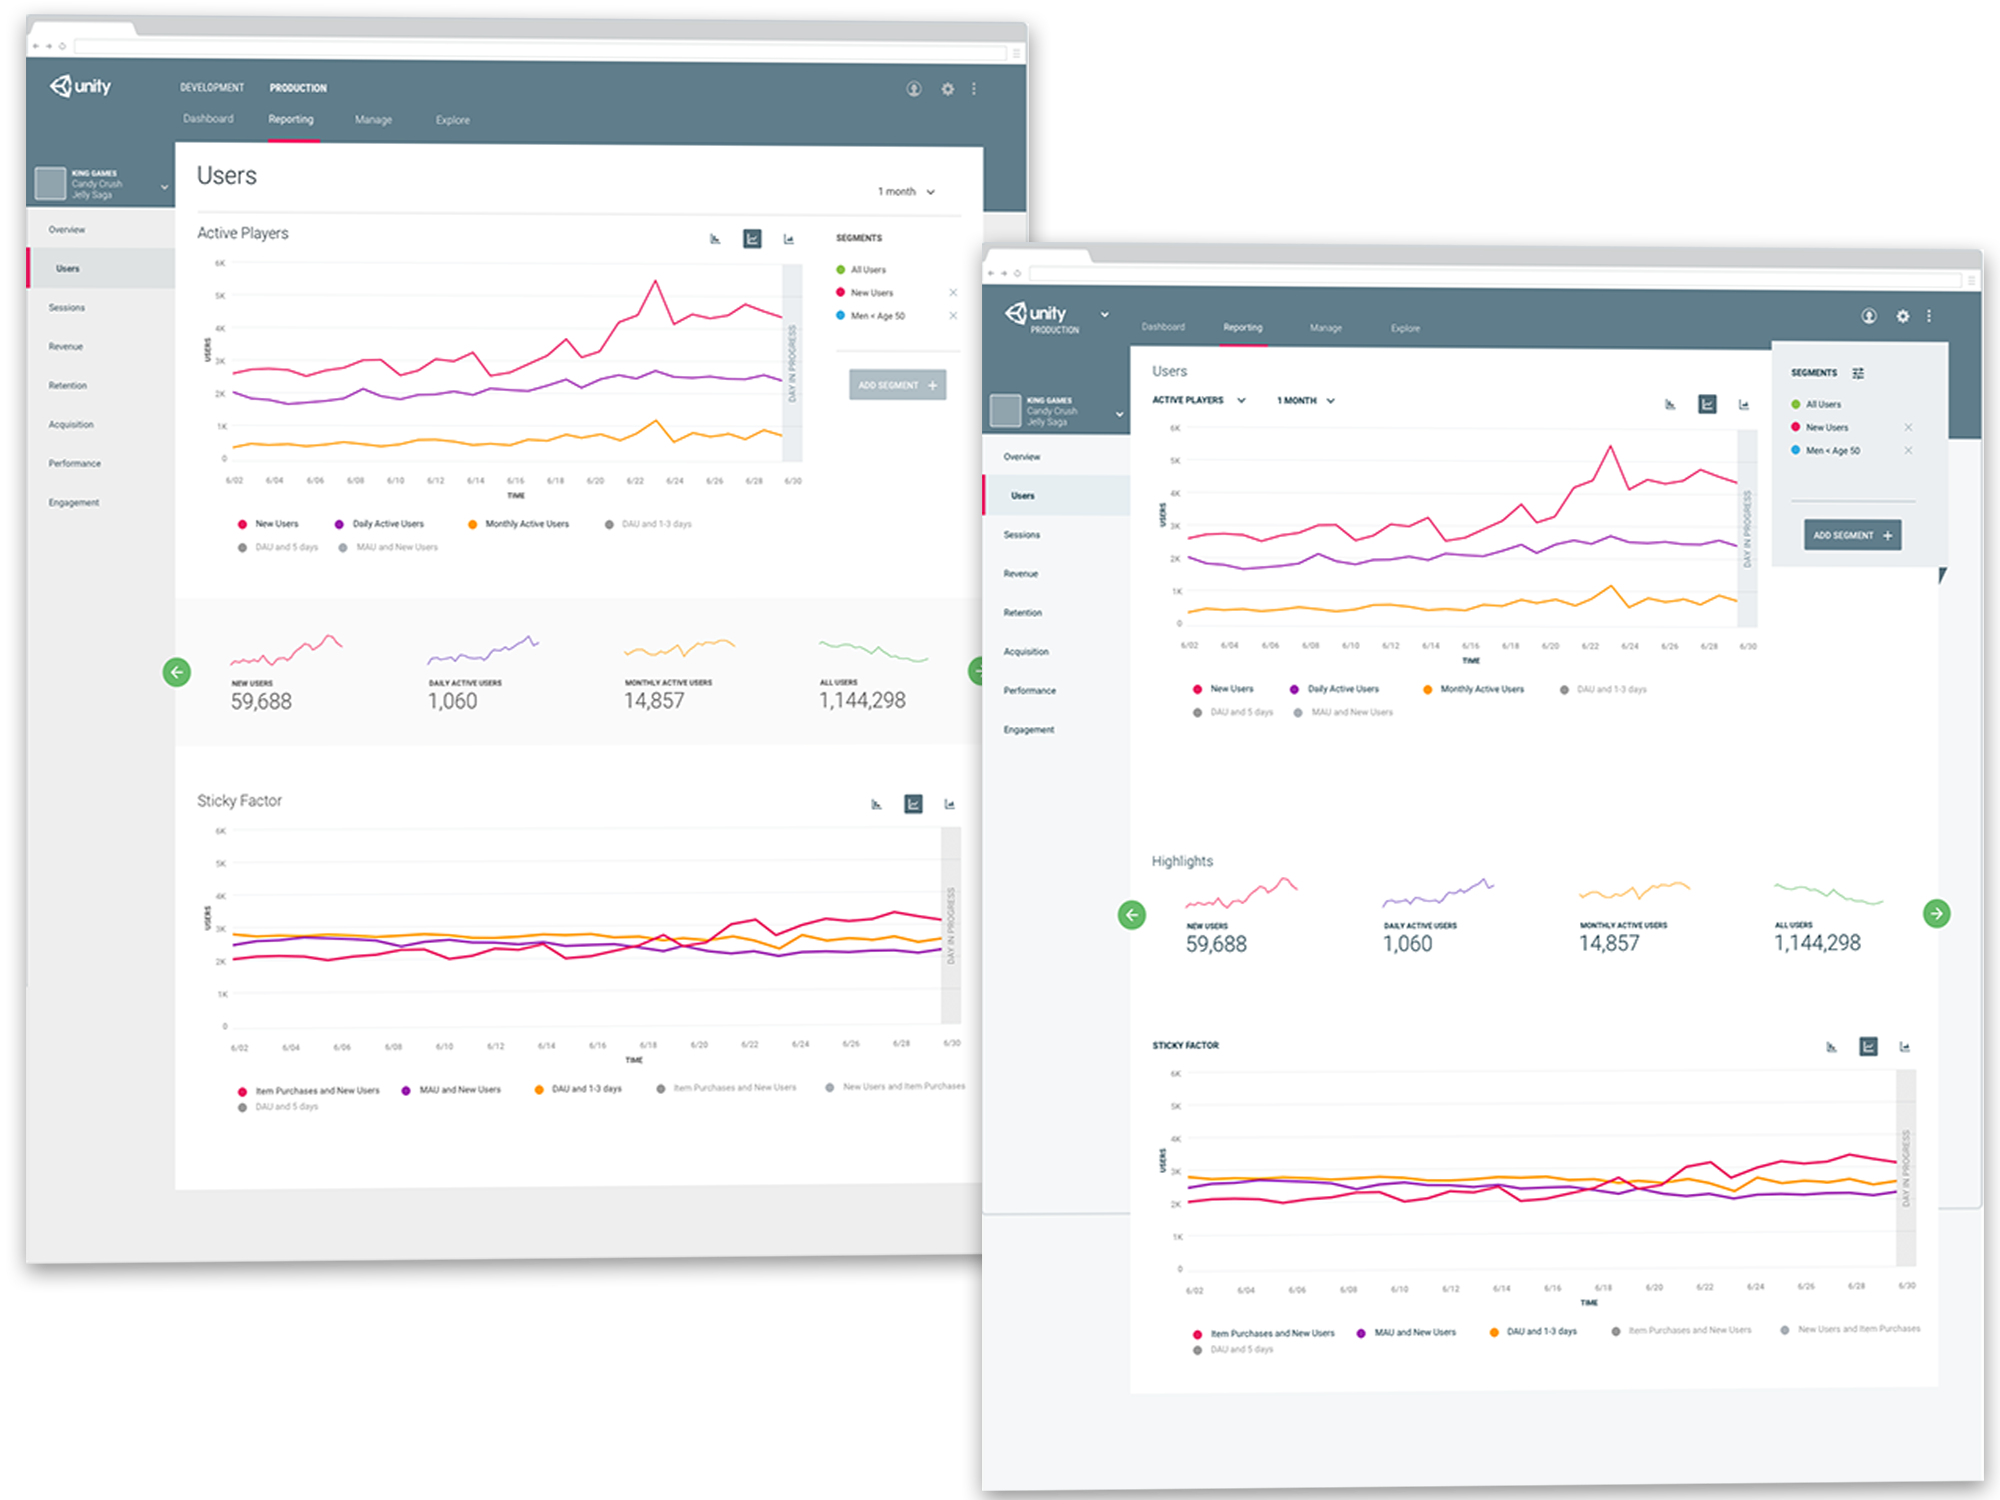 unity
DEVELOPMENT PRODUCTION
Dashboard Reporting Manage Explore
KING GAMES
Candy Crush
Jelly Saga
Overview
Users
Sessions
Revenue
Retention
Acquisition
Performance
Engagement
Users
1 month
Active Players
SEGMENTS
All Users
New Users
Men < Age 50
ADD SEGMENT +
6K
5K
4K
3K
2K
1K
0
USERS
DAY IN PROGRESS
6/02 6/04 6/06 6/08 6/10 6/12 6/14 6/16 6/18 6/20 6/22 6/24 6/26 6/28 6/30
TIME
New Users Daily Active Users Monthly Active Users DAU and 1-3 days
DAU and 5 days MAU and New Users
NEW USERS DAILY ACTIVE USERS MONTHLY ACTIVE USERS ALL USERS
59,688 1,060 14,857 1,144,298
Sticky Factor
6K
5K
4K
3K
2K
1K
0
USERS
DAY IN PROGRESS
6/02 6/04 6/06 6/08 6/10 6/12 6/14 6/16 6/18 6/20 6/22 6/24 6/26 6/28 6/30
TIME
Item Purchases and New Users MAU and New Users DAU and 1-3 days Item Purchases and New Users New Users and Item Purchases
DAU and 5 days
unity
PRODUCTION
Dashboard Reporting Manage Explore
KING GAMES
Candy Crush
Jelly Saga
Overview
Users
Sessions
Revenue
Retention
Acquisition
Performance
Engagement
Users
ACTIVE PLAYERS 1 MONTH
SEGMENTS
All Users
New Users
Men < Age 50
ADD SEGMENT +
6K
5K
4K
3K
2K
1K
0
USERS
DAY IN PROGRESS
6/02 6/04 6/06 6/08 6/10 6/12 6/14 6/16 6/18 6/20 6/22 6/24 6/26 6/28 6/30
TIME
New Users Daily Active Users Monthly Active Users DAU and 1-3 days
DAU and 5 days MAU and New Users
Highlights
NEW USERS DAILY ACTIVE USERS MONTHLY ACTIVE USERS ALL USERS
59,688 1,060 14,857 1,144,298
STICKY FACTOR
6K
5K
4K
3K
2K
1K
0
USERS
DAY IN PROGRESS
6/02 6/04 6/06 6/08 6/10 6/12 6/14 6/16 6/18 6/20 6/22 6/24 6/26 6/28 6/30
TIME
Item Purchases and New Users MAU and New Users DAU and 1-3 days Item Purchases and New Users New Users and Item Purchases
DAU and 5 days